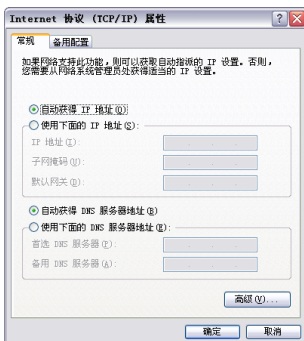 Internet 协议 (TCP/IP) 属性
常规 备用配置
如果网络支持此功能，则可以获取自动指派的 IP 设置。否则，
您需要从网络系统管理员处获得适当的 IP 设置。
自动获得 IP 地址(O)
使用下面的 IP 地址(S):
IP 地址(I):
子网掩码(U):
默认网关(D):
自动获得 DNS 服务器地址(B)
使用下面的 DNS 服务器地址(E):
首选 DNS 服务器(P):
备用 DNS 服务器(A):
高级(V)...
确定 取消